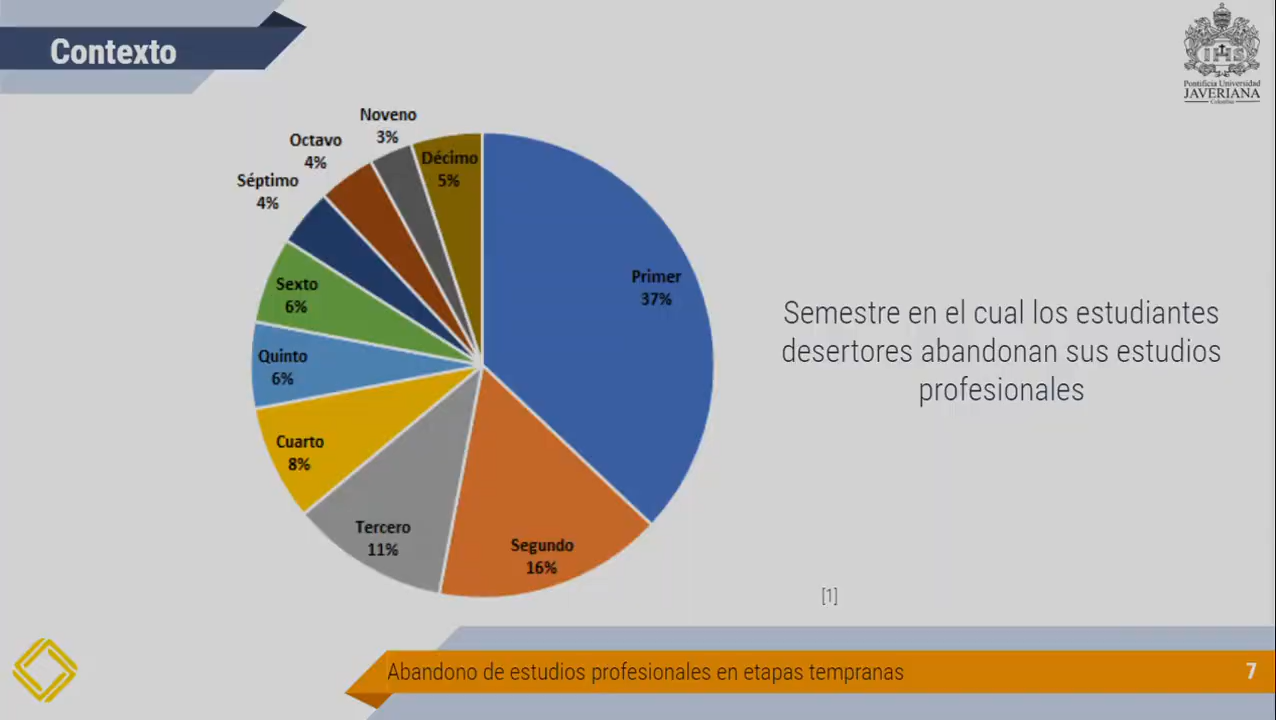 Contexto
IHS
Pontificia Universidad
JAVERIANA
Colombia
Noveno
3%
Octavo
4%
Séptimo
4%
Décimo
5%
Primer
37%
Sexto
6%
Quinto
6%
Cuarto
8%
Tercero
11%
Segundo
16%
Semestre en el cual los estudiantes
desertores abandonan sus estudios
profesionales
[1]
Abandono de estudios profesionales en etapas tempranas
7